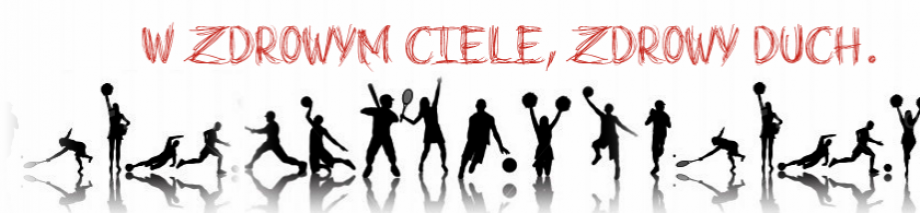 W ZDROWYM CIELE, ZDROWY DUCH.